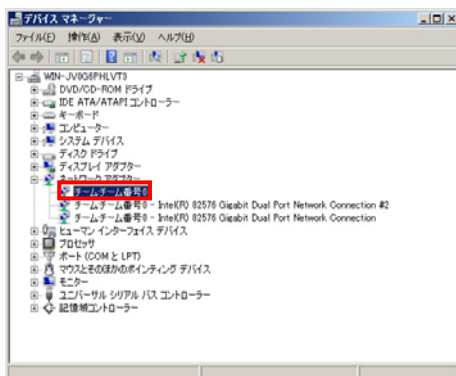 デバイス マネージャー
ファイル(F) 操作(A) 表示(V) ヘルプ(H)
WIN-JV0G6PHLVT3
DVD/CD-ROM ドライブ
IDE ATA/ATAPI コントローラー
キーボード
コンピューター
システム デバイス
ディスク ドライブ
ディスプレイ アダプター
ネットワーク アダプター
チームチーム番号0
チームチーム番号0 - Intel(R) 82576 Gigabit Dual Port Network Connection #2
チームチーム番号0 - Intel(R) 82576 Gigabit Dual Port Network Connection
ヒューマン インターフェイス デバイス
プロセッサ
ポート (COM と LPT)
マウスとそのほかのポインティング デバイス
モニター
ユニバーサル シリアル バス コントローラー
記憶域コントローラー